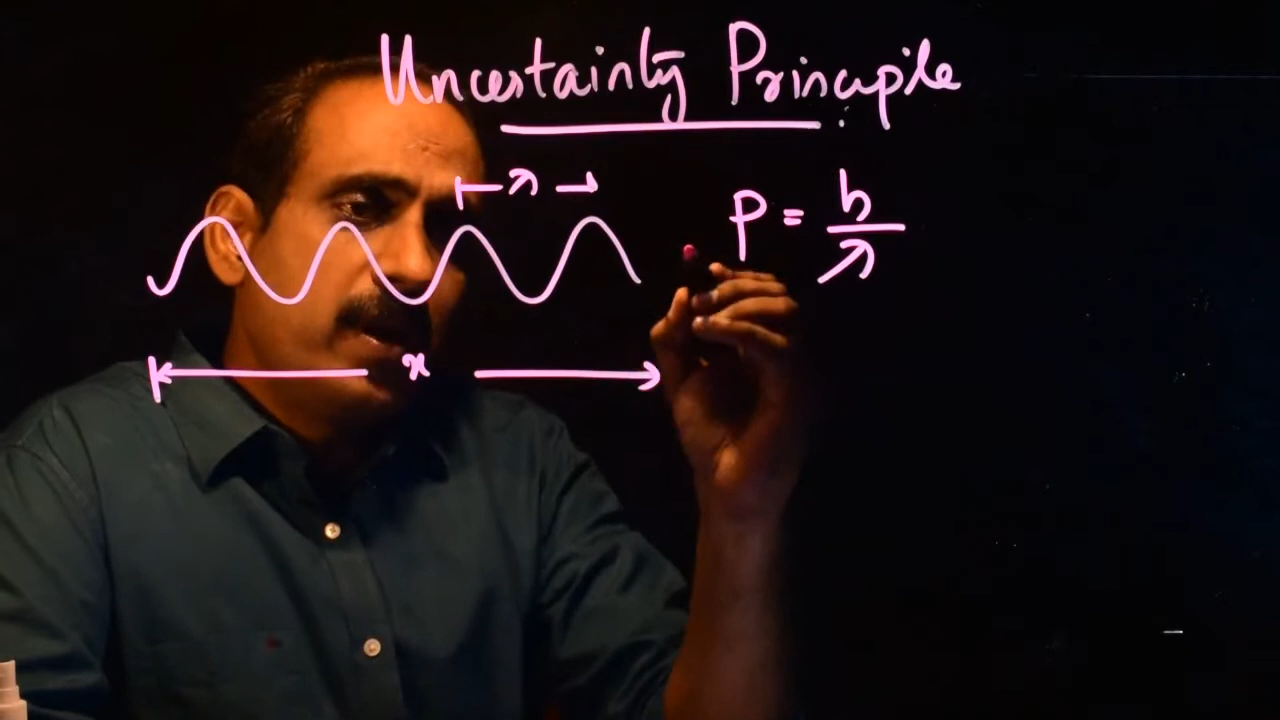 Uncertainty Principle
λ
P = h/λ
x